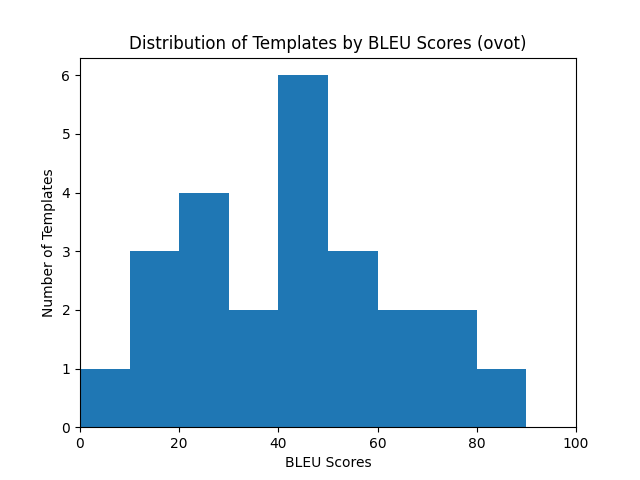 Distribution of Templates by BLEU Scores (ovot)
6
5
4
3
2
1
0
Number of Templates
0 20 40 60 80 100
BLEU Scores